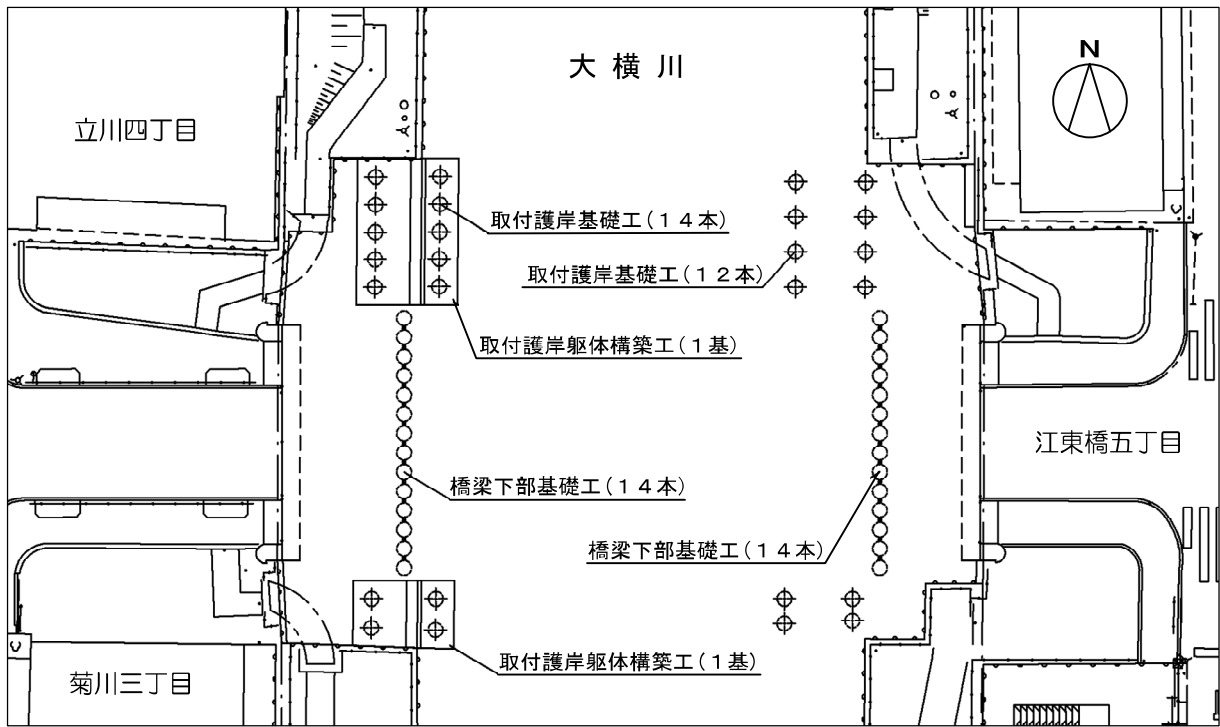 大横川
N
立川四丁目
取付護岸基礎工(１４本)
取付護岸基礎工(１２本)
取付護岸躯体構築工(１基)
江東橋五丁目
橋梁下部基礎工(１４本)
橋梁下部基礎工(１４本)
取付護岸躯体構築工(１基)
菊川三丁目